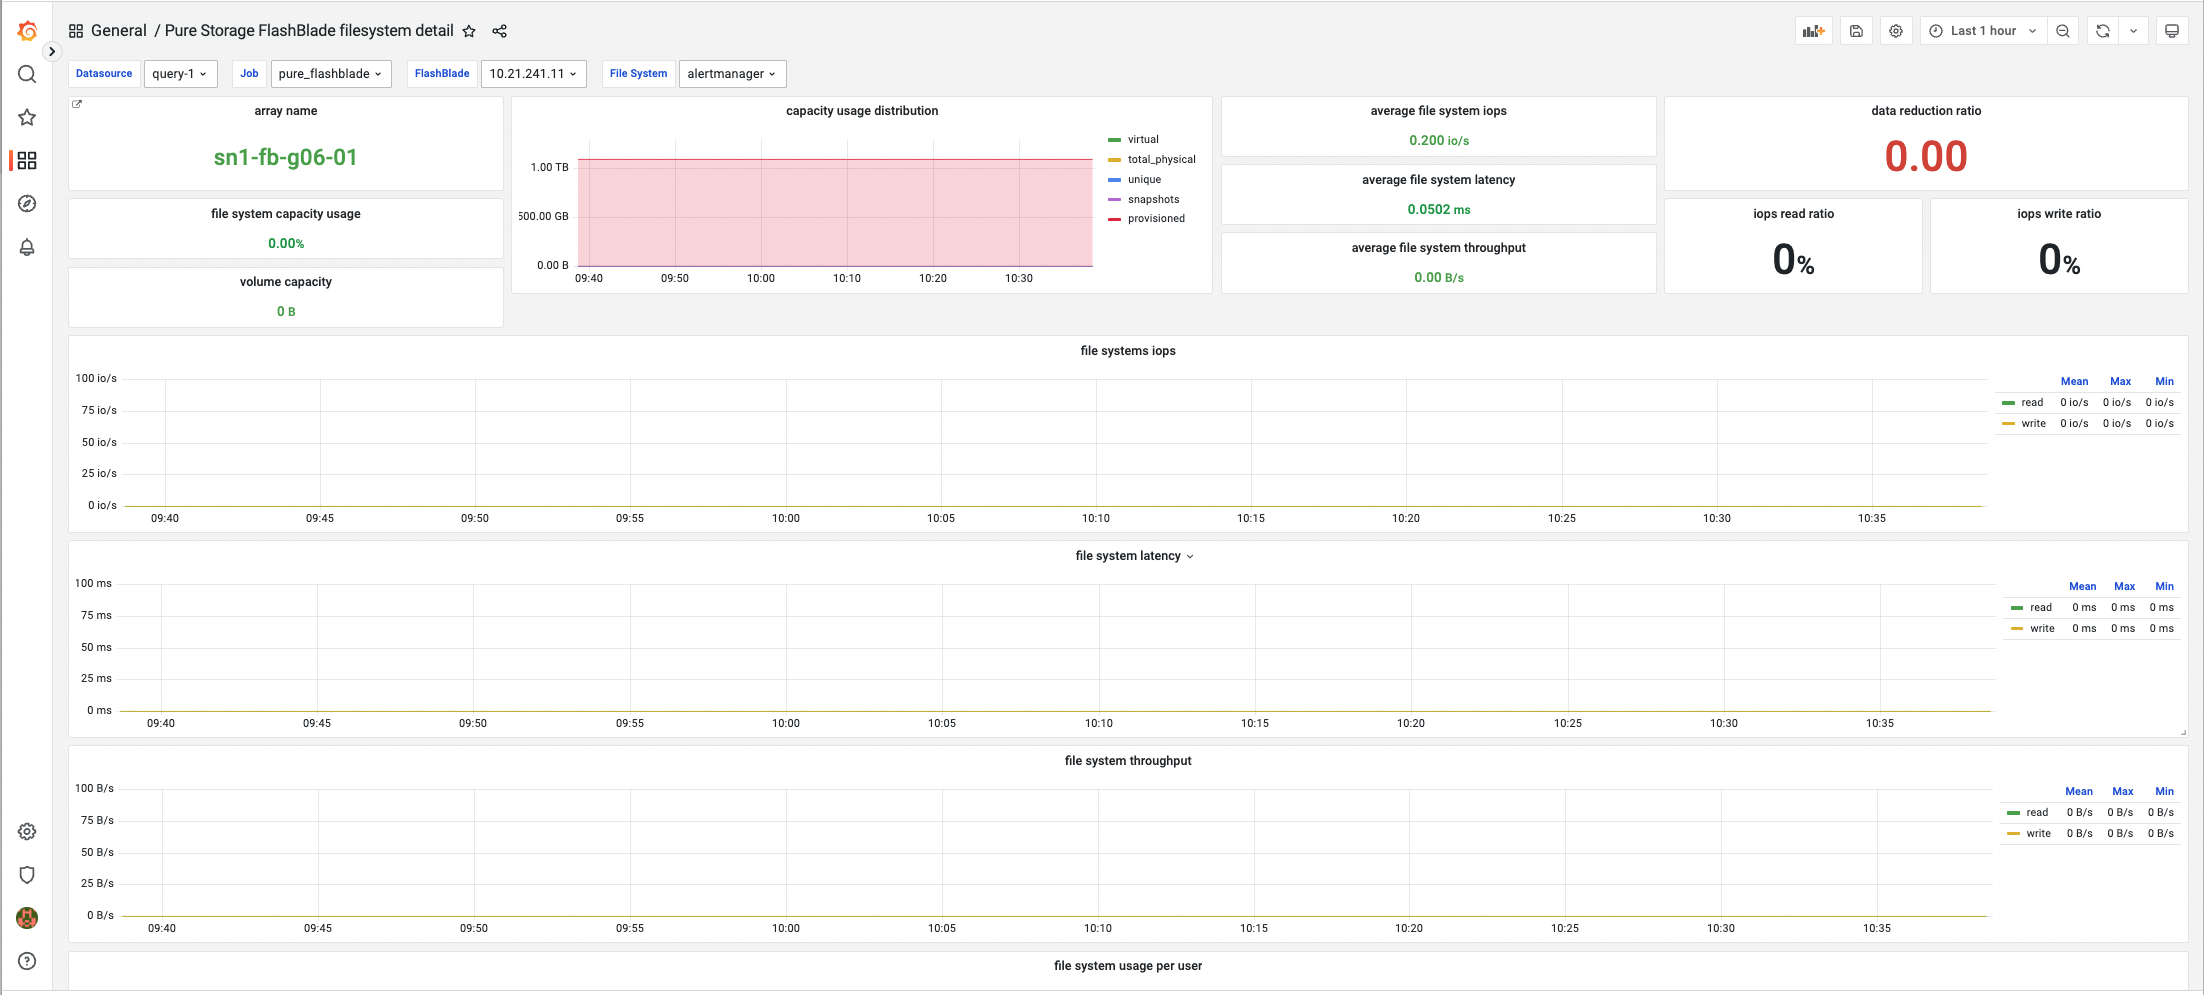 General / Pure Storage FlashBlade filesystem detail
Last 1 hour
Datasource query-1 Job pure_flashblade FlashBlade 10.21.241.11 File System alertmanager
array name
sn1-fb-g06-01
file system capacity usage
0.00%
volume capacity
0 B
capacity usage distribution
1.00 TB
500.00 GB
0.00 B
09:40 09:50 10:00 10:10 10:20 10:30
virtual
total_physical
unique
snapshots
provisioned
average file system iops
0.200 io/s
average file system latency
0.0502 ms
average file system throughput
0.00 B/s
data reduction ratio
0.00
iops read ratio
0%
iops write ratio
0%
file systems iops
100 io/s
75 io/s
50 io/s
25 io/s
0 io/s
09:40 09:45 09:50 09:55 10:00 10:05 10:10 10:15 10:20 10:25 10:30 10:35
Mean Max Min
read 0 io/s 0 io/s 0 io/s
write 0 io/s 0 io/s 0 io/s
file system latency
100 ms
75 ms
50 ms
25 ms
0 ms
09:40 09:45 09:50 09:55 10:00 10:05 10:10 10:15 10:20 10:25 10:30 10:35
Mean Max Min
read 0 ms 0 ms 0 ms
write 0 ms 0 ms 0 ms
file system throughput
100 B/s
75 B/s
50 B/s
25 B/s
0 B/s
09:40 09:45 09:50 09:55 10:00 10:05 10:10 10:15 10:20 10:25 10:30 10:35
Mean Max Min
read 0 B/s 0 B/s 0 B/s
write 0 B/s 0 B/s 0 B/s
file system usage per user